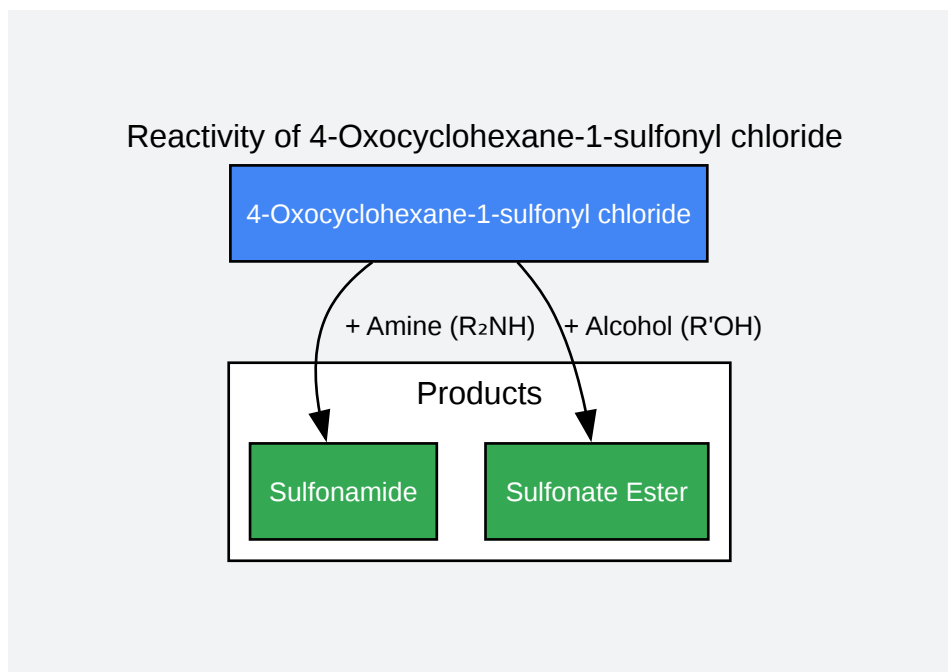 Reactivity of 4-Oxocyclohexane-1-sulfonyl chloride
4-Oxocyclohexane-1-sulfonyl chloride
+ Amine (R₂NH)
+ Alcohol (R'OH)
Products
Sulfonamide
Sulfonate Ester